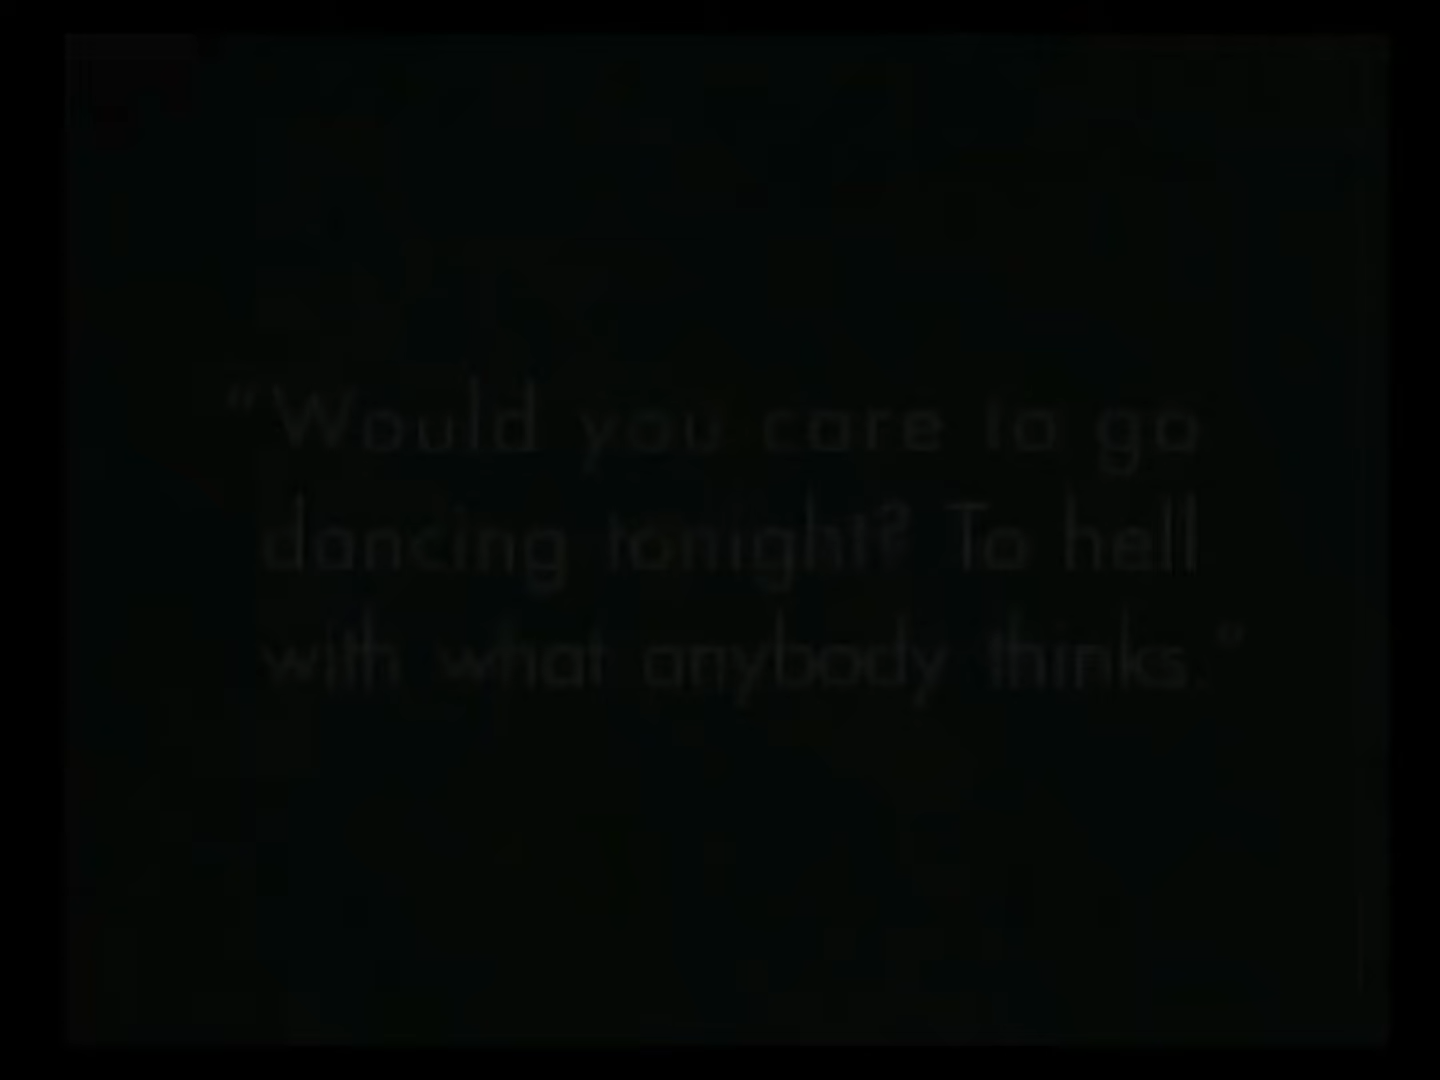 "Would you care to go
dancing tonight? To hell
with what anybody thinks."